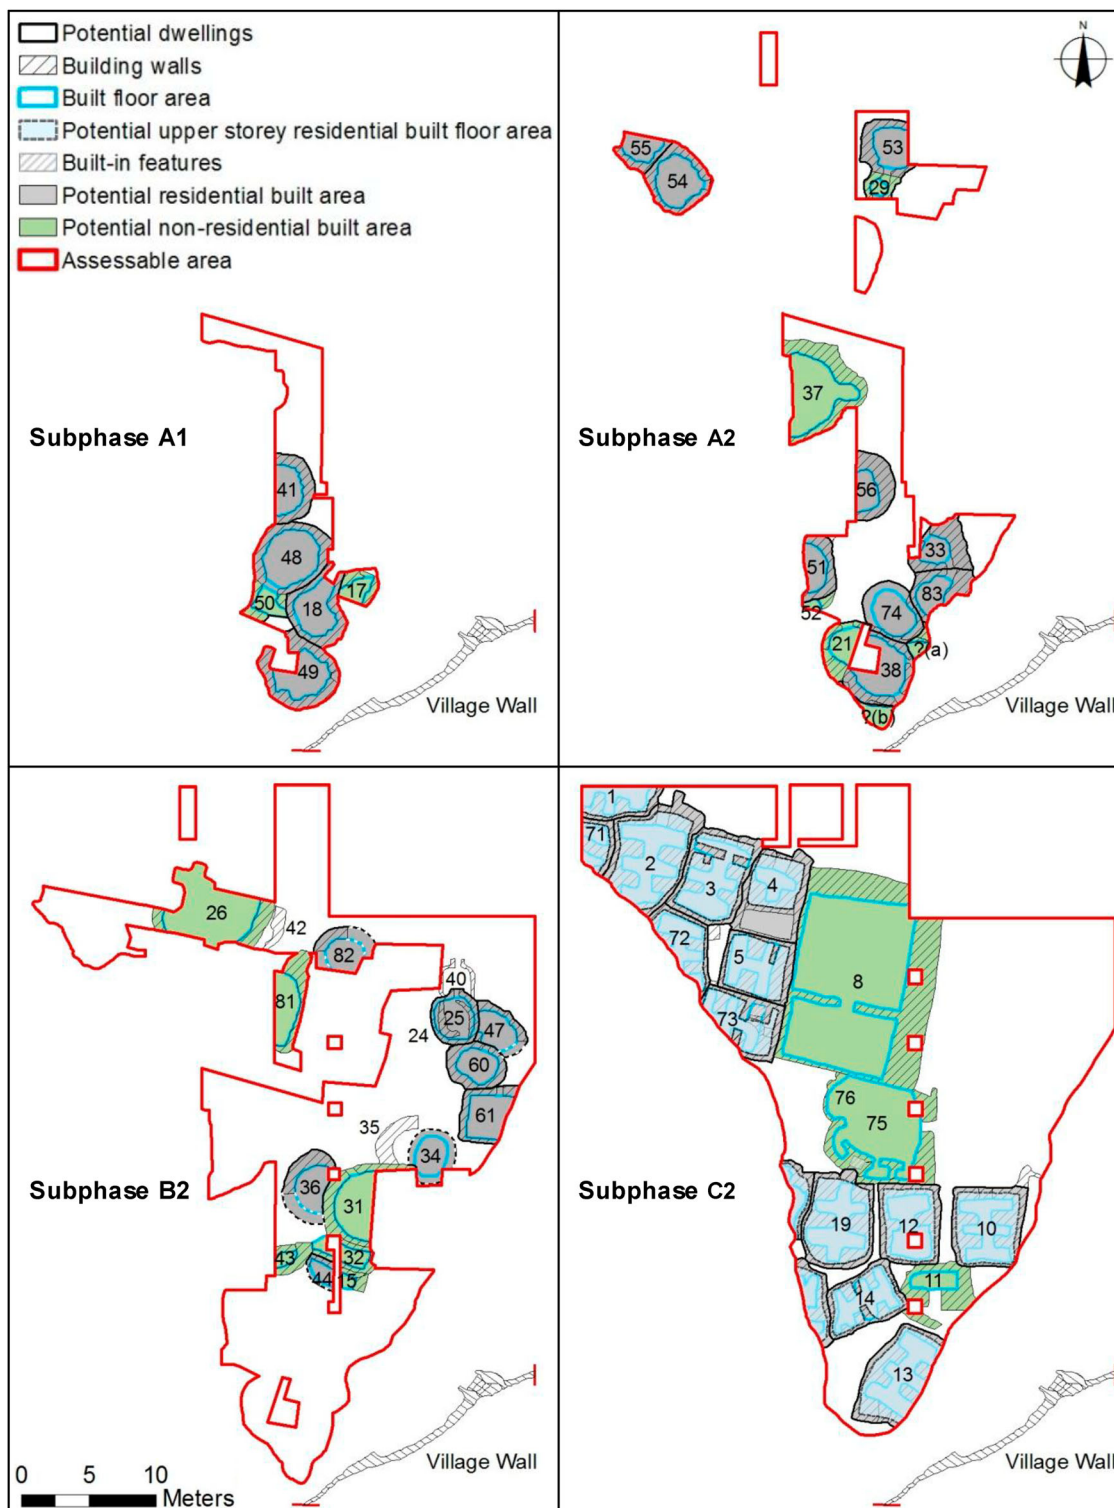 Potential dwellings
Building walls
Built floor area
Potential upper storey residential built floor area
Built-in features
Potential residential built area
Potential non-residential built area
Assessable area
Subphase A1
41
48
50
18
17
49
Village Wall
N
55
54
53
29
37
Subphase A2
56
51
52
33
83
74
21
?(a)
38
?(b)
Village Wall
26
42
82
81
40
25
24
47
60
61
35
34
Subphase B2
36
31
43
32
44
15
Village Wall
0 5 10
Meters
1
71
2
3
4
72
5
73
8
76
75
Subphase C2
19
12
10
14
11
13
Village Wall